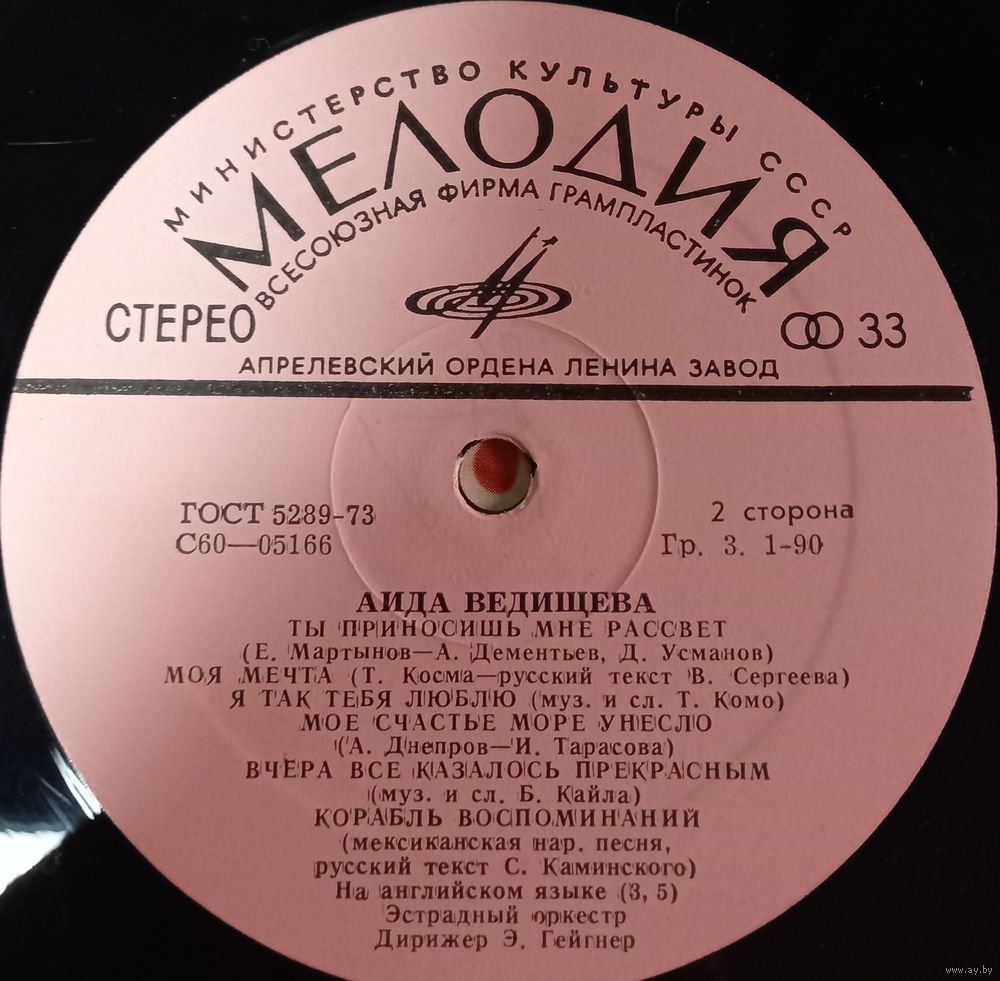 МИНИСТЕРСТВО КУЛЬТУРЫ СССР
МЕЛОДИЯ
ВСЕСОЮЗНАЯ ФИРМА ГРАМПЛАСТИНОК
СТЕРЕО
33
АПРЕЛЕВСКИЙ ОРДЕНА ЛЕНИНА ЗАВОД
ГОСТ 5289-73
2 сторона
С60—05166
Гр. 3. 1-90
АИДА ВЕДИЩЕВА
ТЫ ПРИНОСИШЬ МНЕ РАССВЕТ
(Е. Мартынов—А. Дементьев, Д. Усманов)
МОЯ МЕЧТА (Т. Косма—русский текст В. Сергеева)
Я ТАК ТЕБЯ ЛЮБЛЮ (муз. и сл. Т. Комо)
МОЕ СЧАСТЬЕ МОРЕ УНЕСЛО
(А. Днепров—И. Тарасова)
ВЧЕРА ВСЕ КАЗАЛОСЬ ПРЕКРАСНЫМ
(муз. и сл. Б. Кайла)
КОРАБЛЬ ВОСПОМИНАНИЙ
(мексиканская нар. песня,
русский текст С. Каминского)
На английском языке (3, 5)
Эстрадный оркестр
Дирижер Э. Гейгнер
www.ay.by